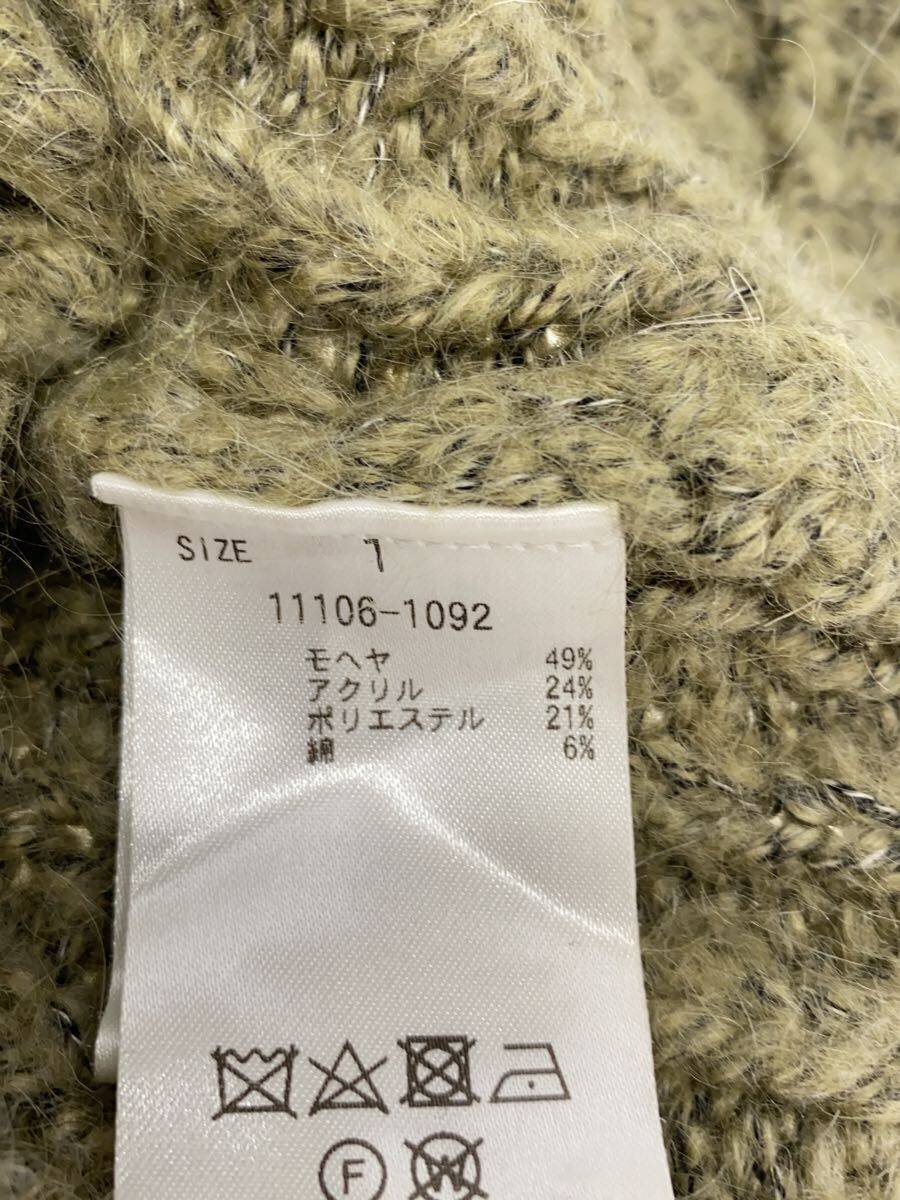 SIZE 1
11106-1092
モヘヤ 49%
アクリル 24%
ポリエステル 21%
綿 6%
F W